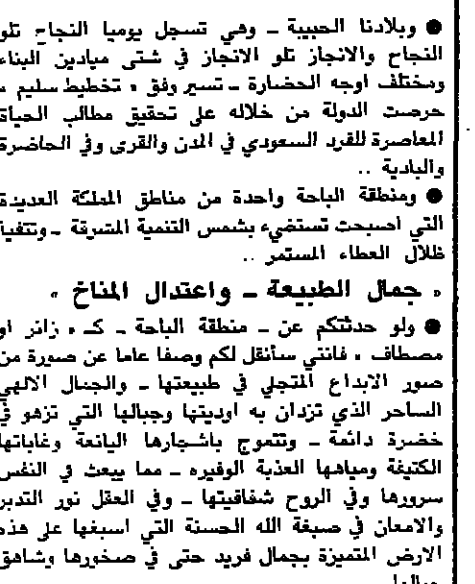 ● وبلادنا الحبيبة ـ وهي تسجل يوميا النجاح تلو
النجاح والانجاز تلو الانجاز في شتى ميادين البناء
ومختلف اوجه الحضارة ـ تسير وفق « تخطيط سليم »
حرصت الدولة من خلاله على تحقيق مطالب الحياة
المعاصرة للفرد السعودي في المدن والقرى وفي الحاضرة
والبادية ..
● ومنطقة الباحة واحدة من مناطق المملكة العديدة
التي اصبحت تستضيء بشمس التنمية المشرقة ـ وتتفيأ
ظلال العطاء المستمر ..
« جمال الطبيعة ـ واعتدال المناخ »
● ولو حدثتكم عن ـ منطقة الباحة ـ كـ « زائر او
مصطاف » فانني سأنقل لكم وصفا عاما عن صورة من
صور الابداع المتجلي في طبيعتها ـ والجمال الالهي
الساحر الذي تزدان به اوديتها وجبالها التي تزهو في
خضرة دائمة ـ وتتموج باشجارها اليانعة وغاباتها
الكثيفة ومياهها العذبة الوفيره ـ مما يبعث في النفس
سرورها وفي الروح شفافيتها ـ وفي العقل نور التدبر
والامعان في صبغة الله الحسنة التي اسبغها على هذه
الارض المتميزة بجمال فريد حتى في صخورها وشاهق
جبالها